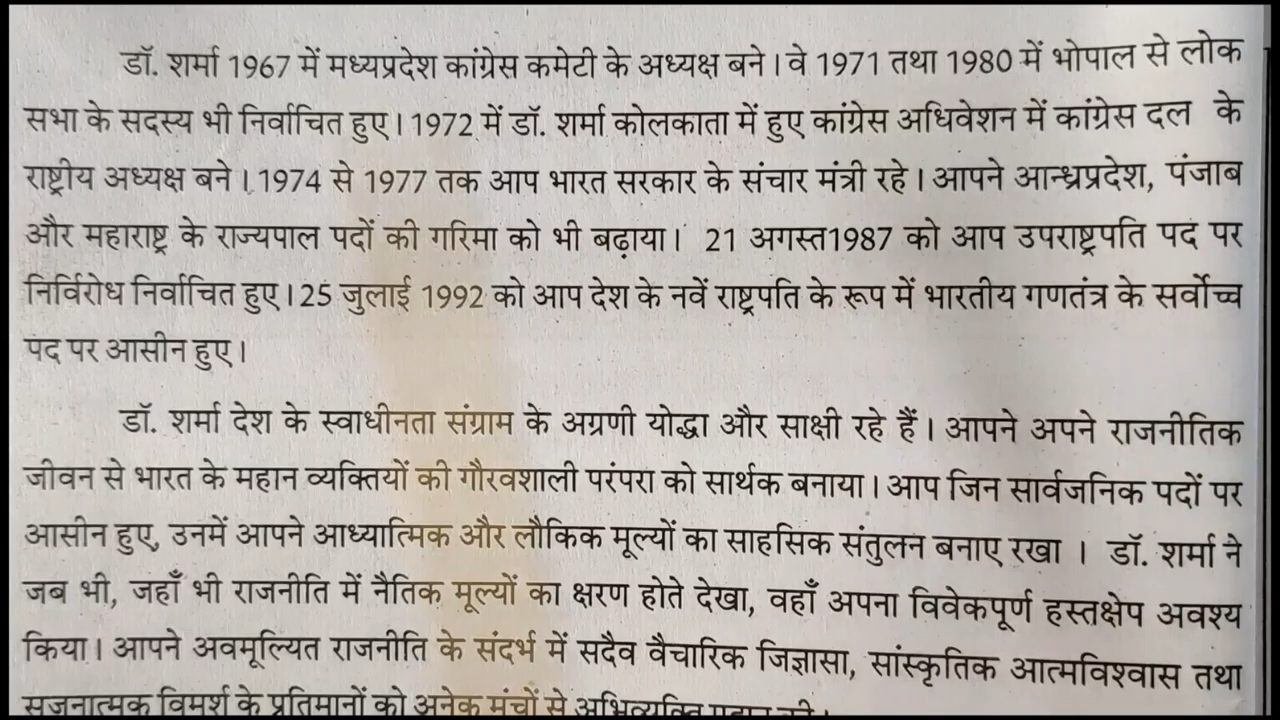 डॉ. शर्मा 1967 में मध्यप्रदेश कांग्रेस कमेटी के अध्यक्ष बने। वे 1971 तथा 1980 में भोपाल से लोक
सभा के सदस्य भी निर्वाचित हुए। 1972 में डॉ. शर्मा कोलकाता में हुए कांग्रेस अधिवेशन में कांग्रेस दल के
राष्ट्रीय अध्यक्ष बने। 1974 से 1977 तक आप भारत सरकार के संचार मंत्री रहे। आपने आन्ध्रप्रदेश, पंजाब
और महाराष्ट्र के राज्यपाल पदों की गरिमा को भी बढ़ाया। 21 अगस्त1987 को आप उपराष्ट्रपति पद पर
निर्विरोध निर्वाचित हुए। 25 जुलाई 1992 को आप देश के नवें राष्ट्रपति के रूप में भारतीय गणतंत्र के सर्वोच्च
पद पर आसीन हुए।
डॉ. शर्मा देश के स्वाधीनता संग्राम के अग्रणी योद्धा और साक्षी रहे हैं। आपने अपने राजनीतिक
जीवन से भारत के महान व्यक्तियों की गौरवशाली परंपरा को सार्थक बनाया। आप जिन सार्वजनिक पदों पर
आसीन हुए, उनमें आपने आध्यात्मिक और लौकिक मूल्यों का साहसिक संतुलन बनाए रखा । डॉ. शर्मा ने
जब भी, जहाँ भी राजनीति में नैतिक मूल्यों का क्षरण होते देखा, वहाँ अपना विवेकपूर्ण हस्तक्षेप अवश्य
किया। आपने अवमूल्यित राजनीति के संदर्भ में सदैव वैचारिक जिज्ञासा, सांस्कृतिक आत्मविश्वास तथा
सृजनात्मक विमर्श के प्रतिमानों को अनेक मंचों से अभिव्यक्ति